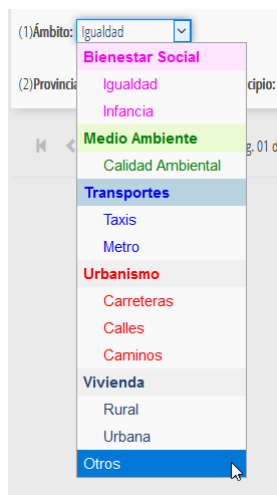 (1)Ámbito: Igualdad
Bienestar Social
(2)Provincia Igualdad cipio:
Infancia
Medio Ambiente g. 01 d
Calidad Ambiental
Transportes
Taxis
Metro
Urbanismo
Carreteras
Calles
Caminos
Vivienda
Rural
Urbana
Otros